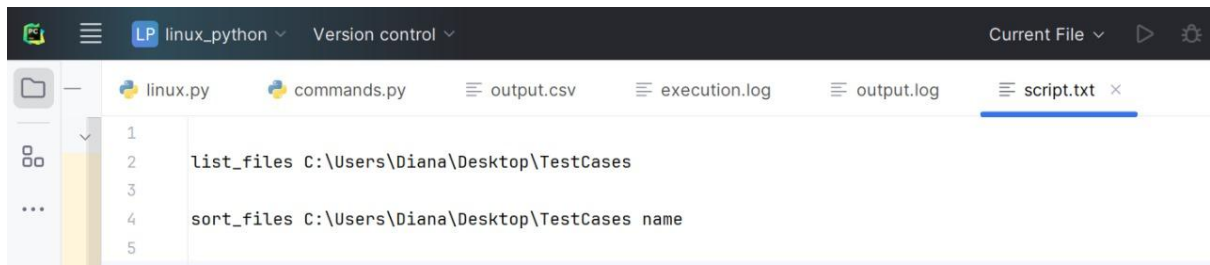 PC LP linux_python Version control Current File
linux.py commands.py output.csv execution.log output.log script.txt
1
2 list_files C:\Users\Diana\Desktop\TestCases
3
4 sort_files C:\Users\Diana\Desktop\TestCases name
5